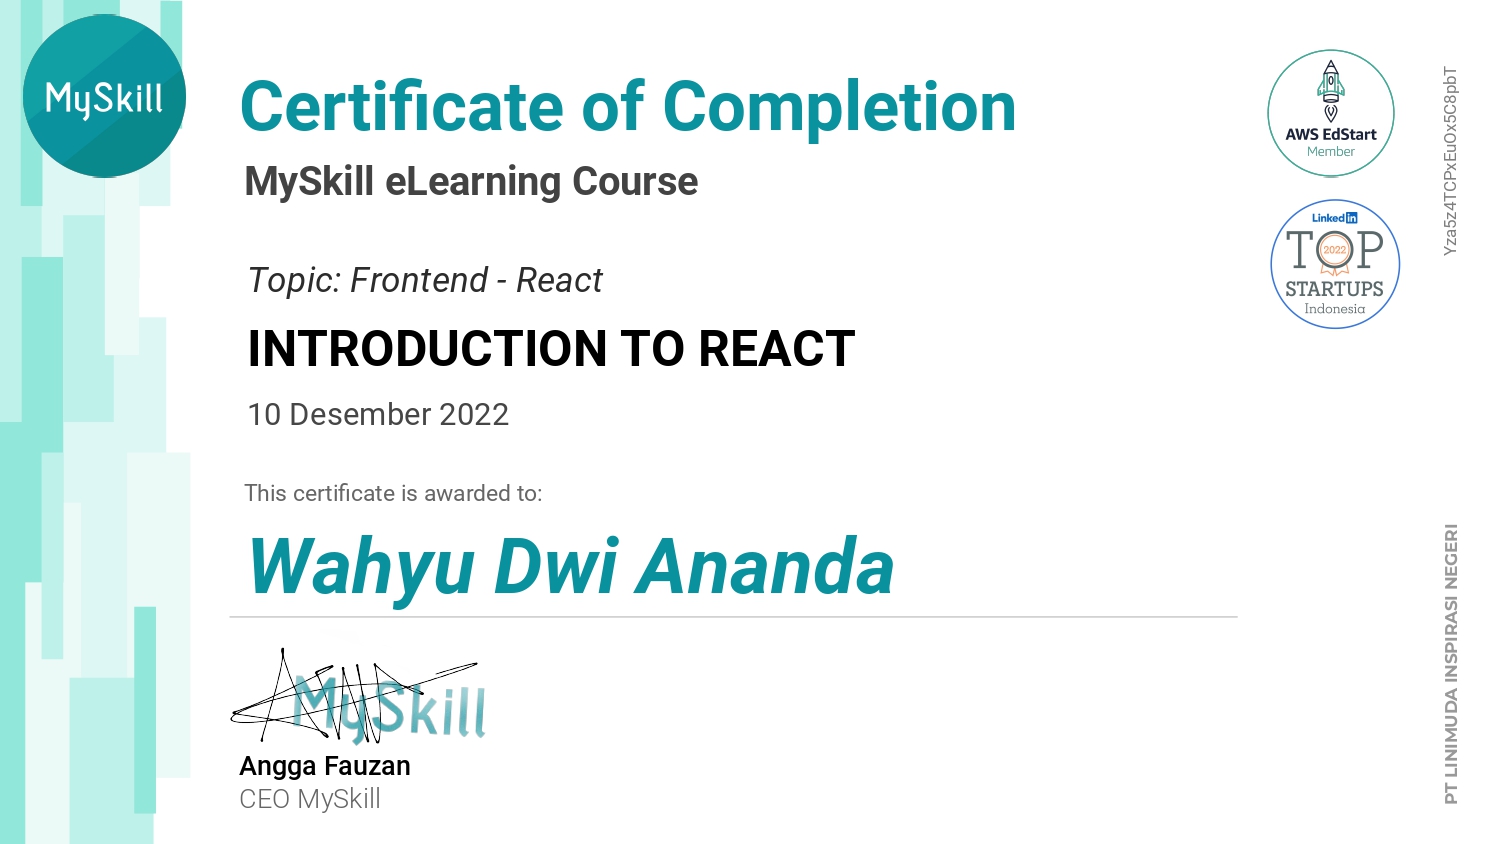 MySkill
Certificate of Completion
MySkill eLearning Course
Topic: Frontend - React
INTRODUCTION TO REACT
10 Desember 2022
This certificate is awarded to:
Wahyu Dwi Ananda
MySkill
Angga Fauzan
CEO MySkill
AWS EdStart
Member
Linked in
TOP
2022
STARTUPS
Indonesia
Yza5z4TCPxEuOx5C8pbT
PT LINIMUDA INSPIRASI NEGERI